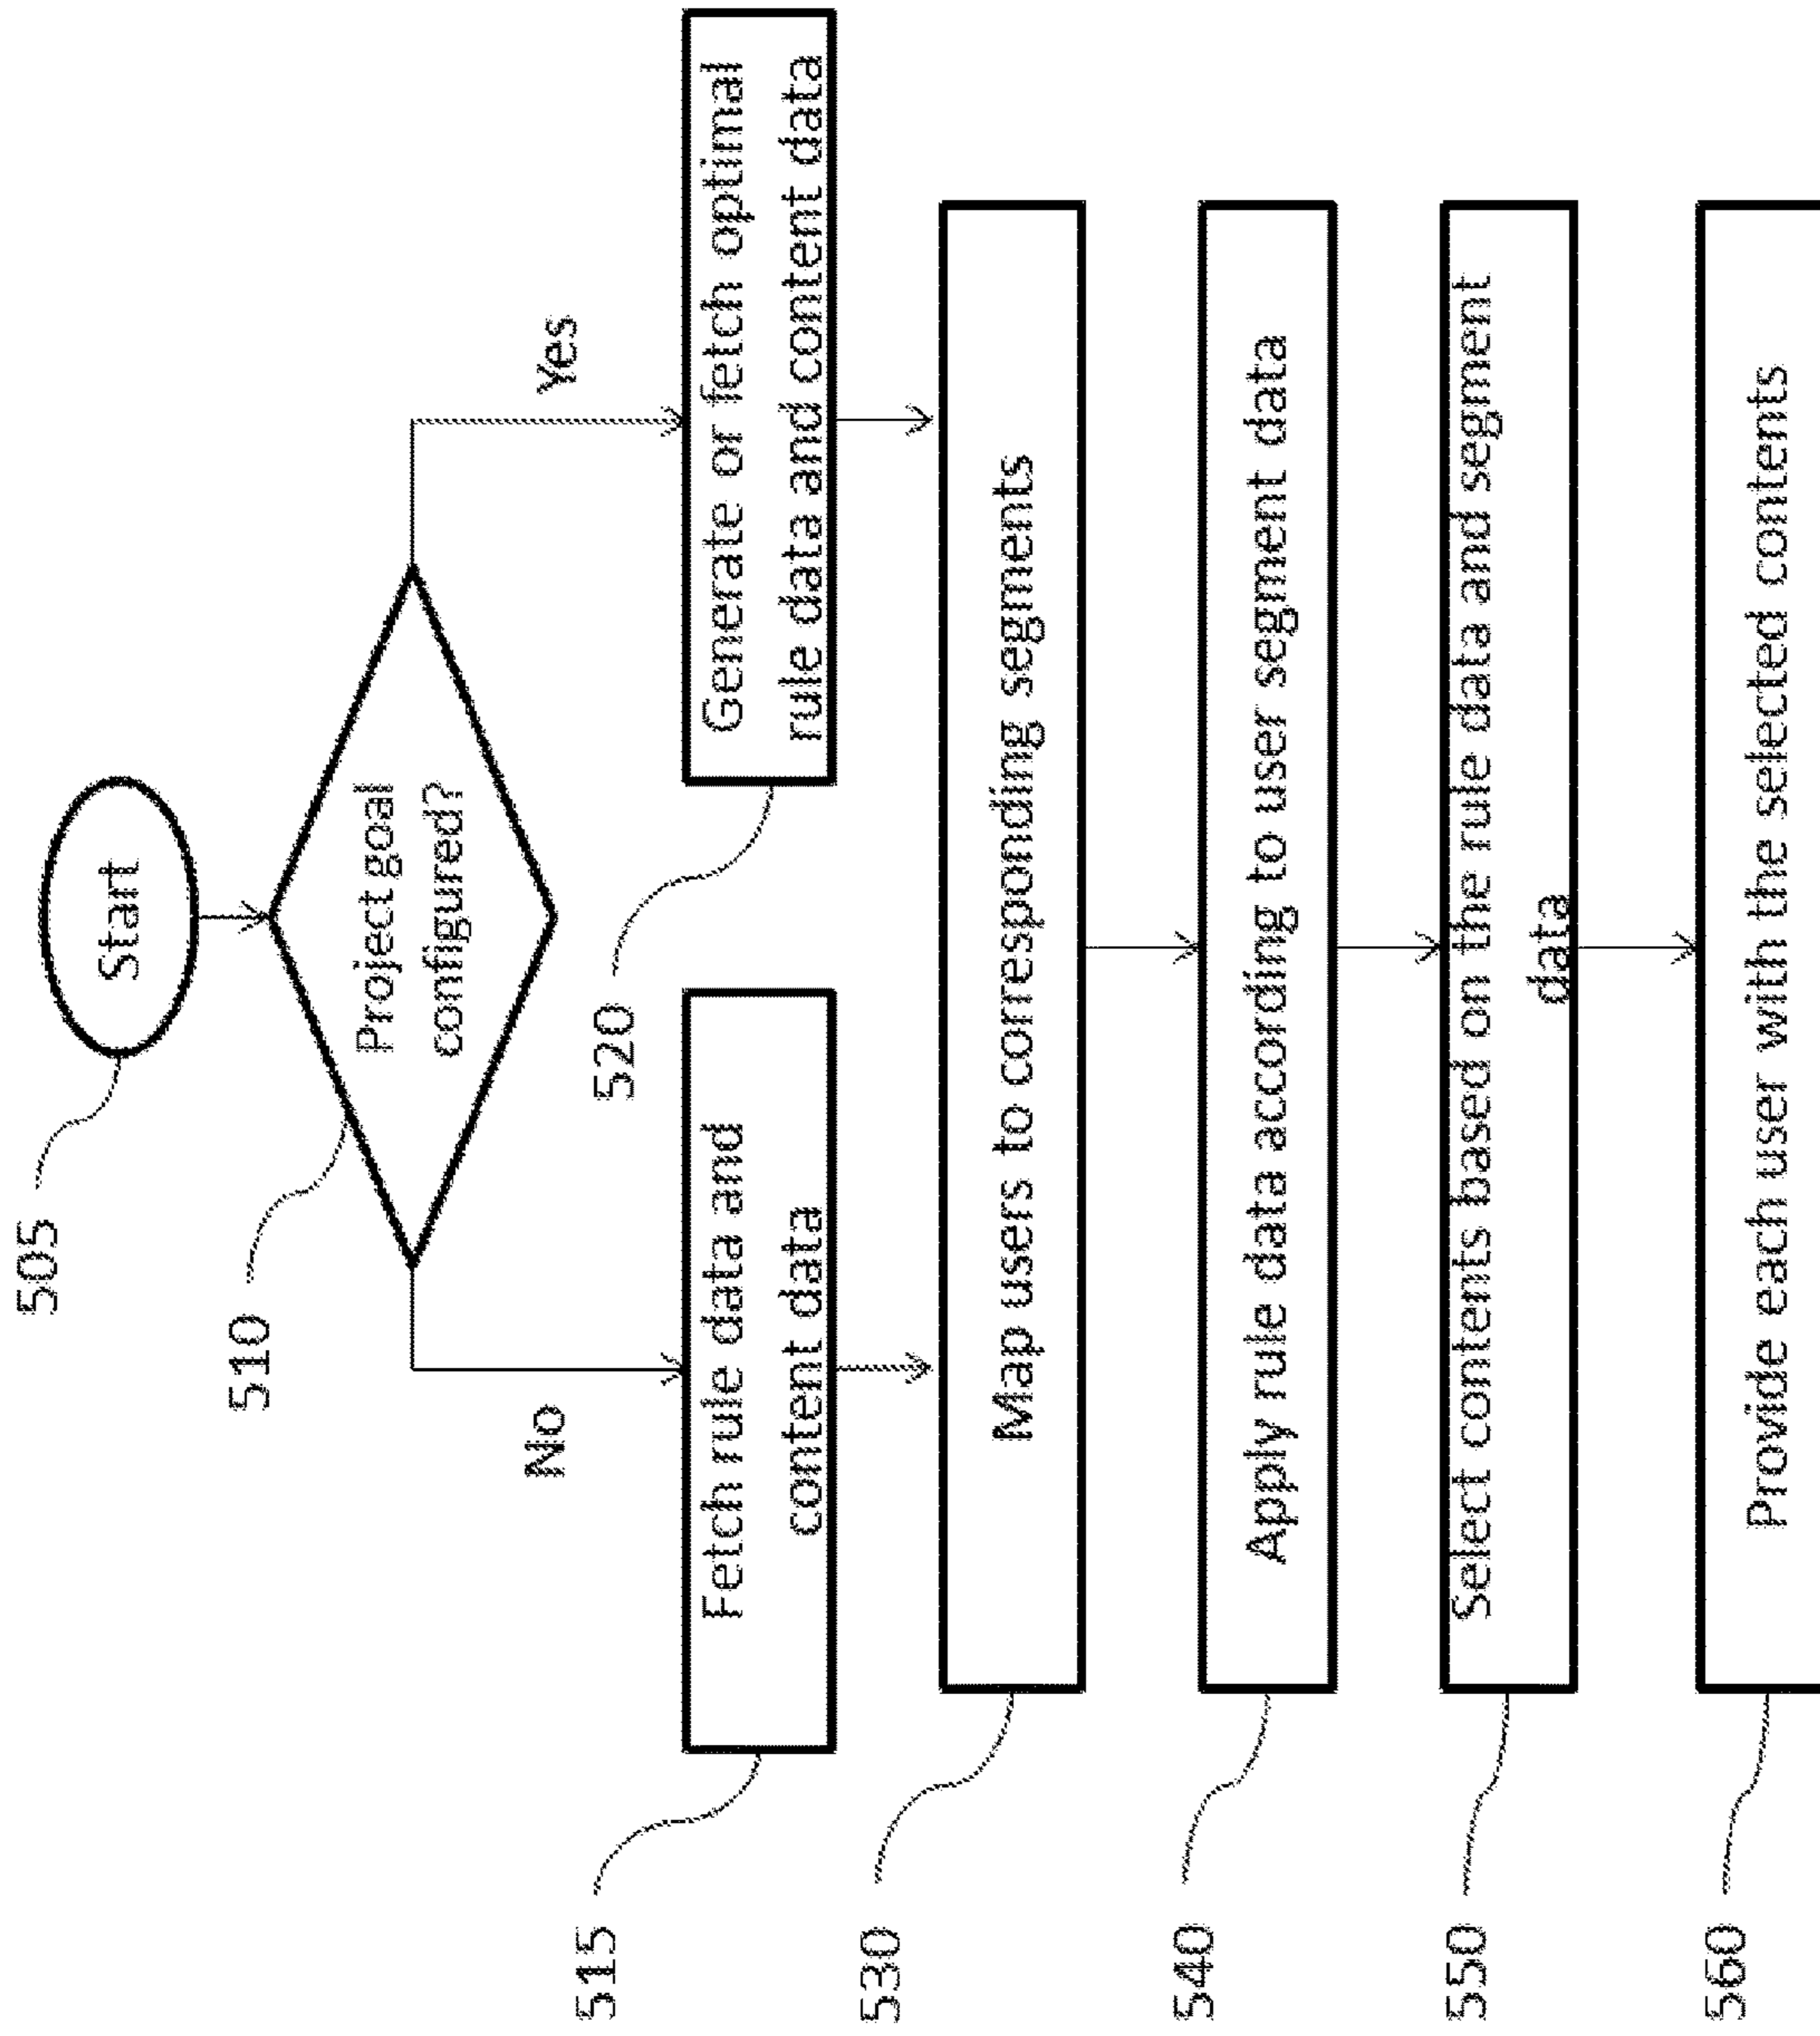 505
Start
510
Project goal
configured?
No
Yes
515
Fetch rule data and
content data
520
Generate or fetch optimal
rule data and content data
530
Map users to corresponding segments
540
Apply rule data according to user segment data
550
Select contents based on the rule data and segment
data
560
Provide each user with the selected contents